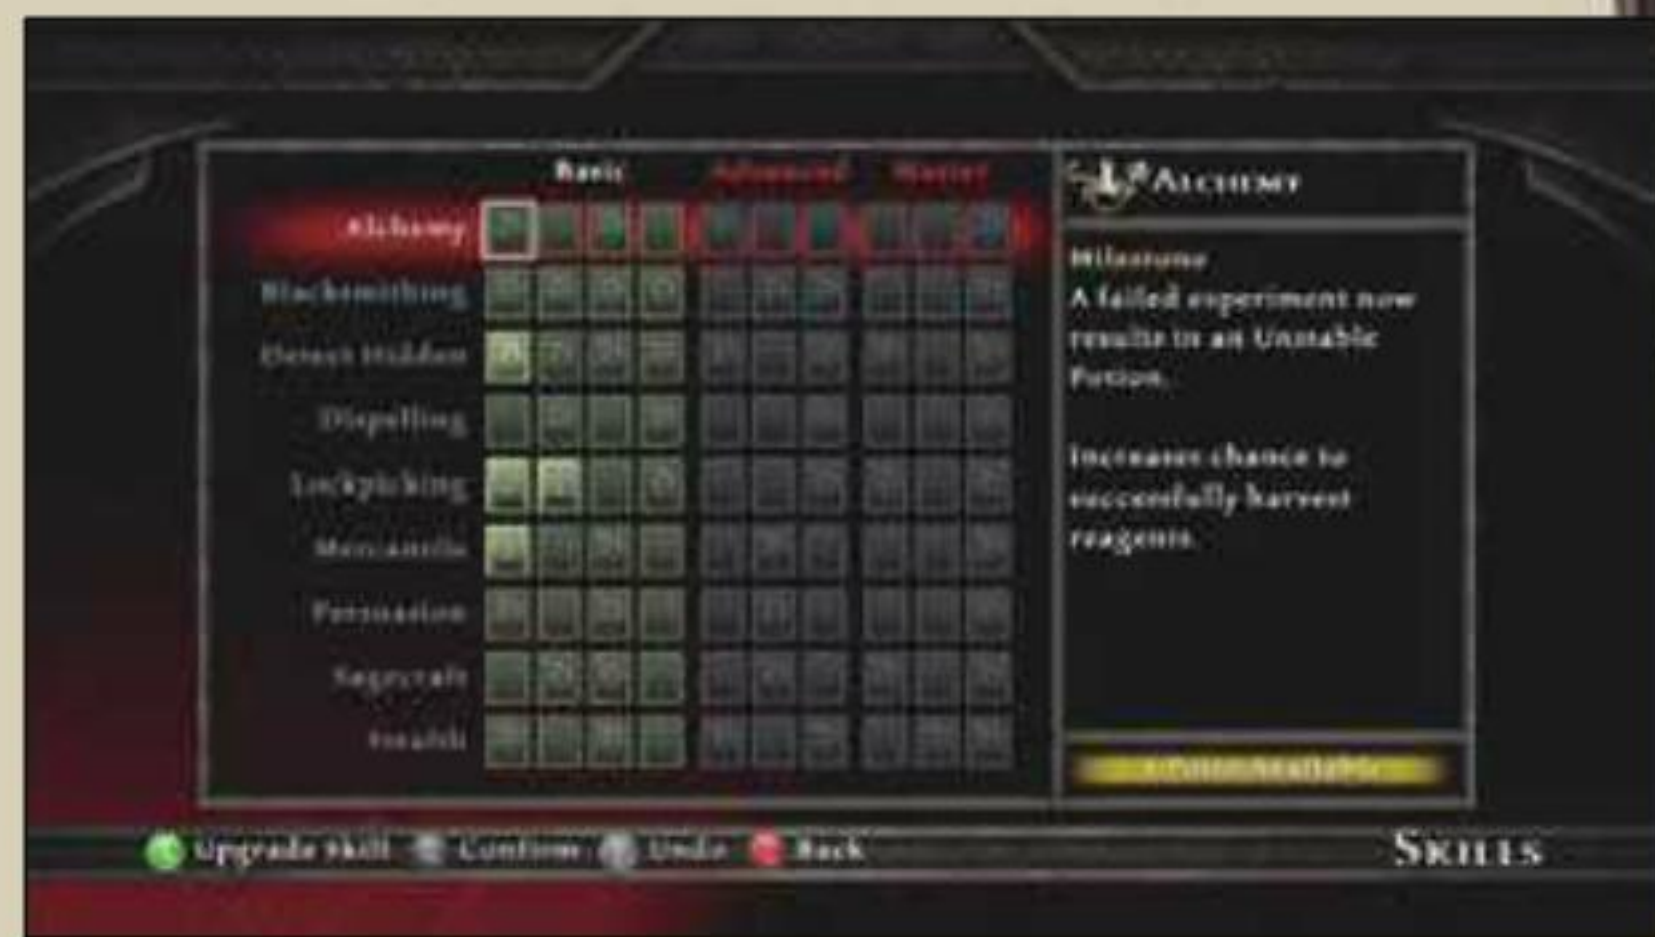 Basic Advanced Master
Alchemy
Blacksmithing
Detect Hidden
Dispelling
Lockpicking
Mercantile
Persuasion
Sagecraft
Stealth
ALCHEMY
Milestone
A failed experiment now
results in an Unstable
Potion.
Increases chance to
successfully harvest
reagents.
Upgrade Skill Confirm Undo Back
SKILLS